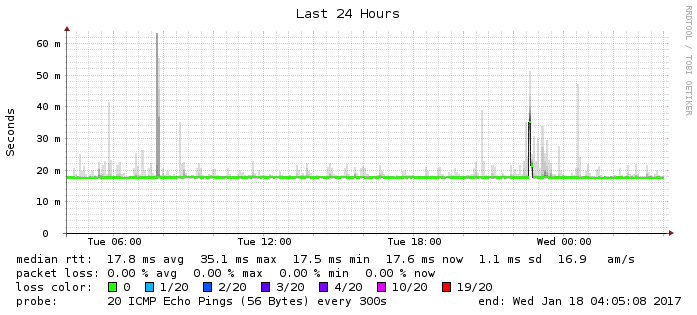 Last 24 Hours
RRDTOOL / TOBI OETIKER
Seconds
60 m
50 m
40 m
30 m
20 m
10 m
0
Tue 06:00 Tue 12:00 Tue 18:00 Wed 00:00
median rtt: 17.8 ms avg 35.1 ms max 17.5 ms min 17.6 ms now 1.1 ms sd 16.9 am/s
packet loss: 0.00 % avg 0.00 % max 0.00 % min 0.00 % now
loss color: 0 1/20 2/20 3/20 4/20 10/20 19/20
probe: 20 ICMP Echo Pings (56 Bytes) every 300s end: Wed Jan 18 04:05:08 2017